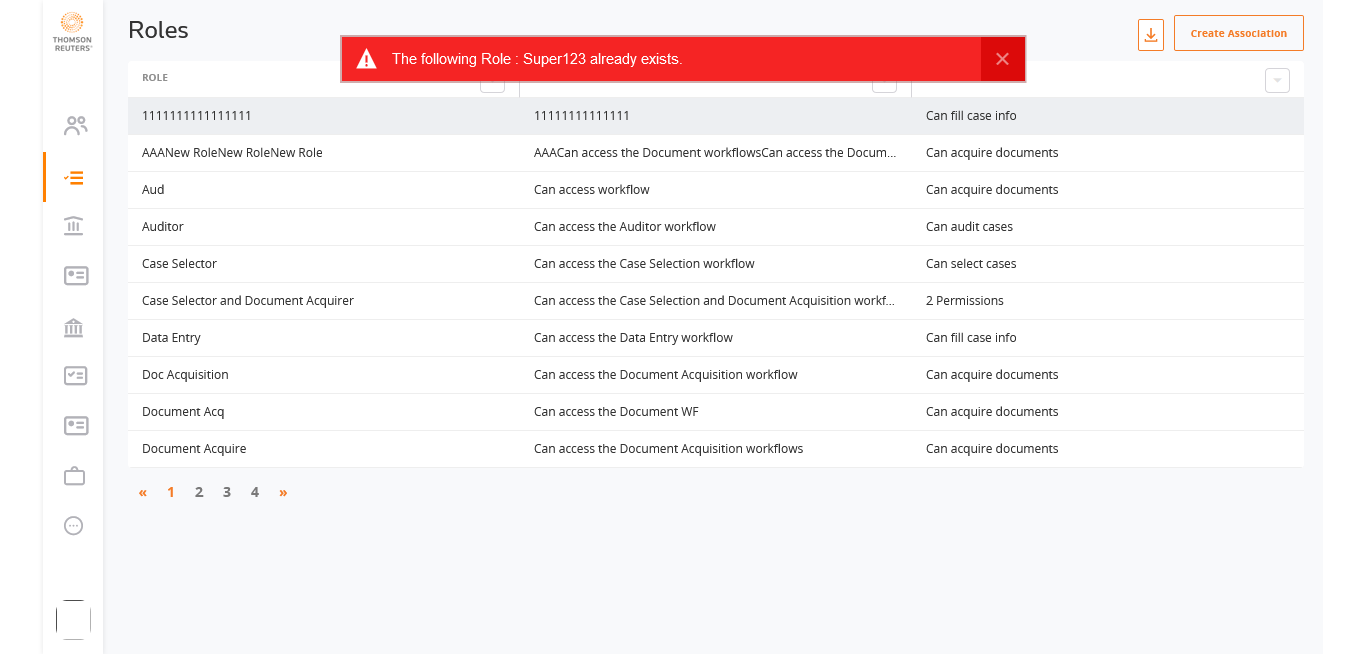 THOMSON
REUTERS
Roles
Create Association
The following Role : Super123 already exists.
ROLE
1111111111111111 11111111111111 Can fill case info
AAANew RoleNew RoleNew Role AAACan access the Document workflowsCan access the Docum... Can acquire documents
Aud Can access workflow Can acquire documents
Auditor Can access the Auditor workflow Can audit cases
Case Selector Can access the Case Selection workflow Can select cases
Case Selector and Document Acquirer Can access the Case Selection and Document Acquisition workf... 2 Permissions
Data Entry Can access the Data Entry workflow Can fill case info
Doc Acquisition Can access the Document Acquisition workflow Can acquire documents
Document Acq Can access the Document WF Can acquire documents
Document Acquire Can access the Document Acquisition workflows Can acquire documents
« 1 2 3 4 »